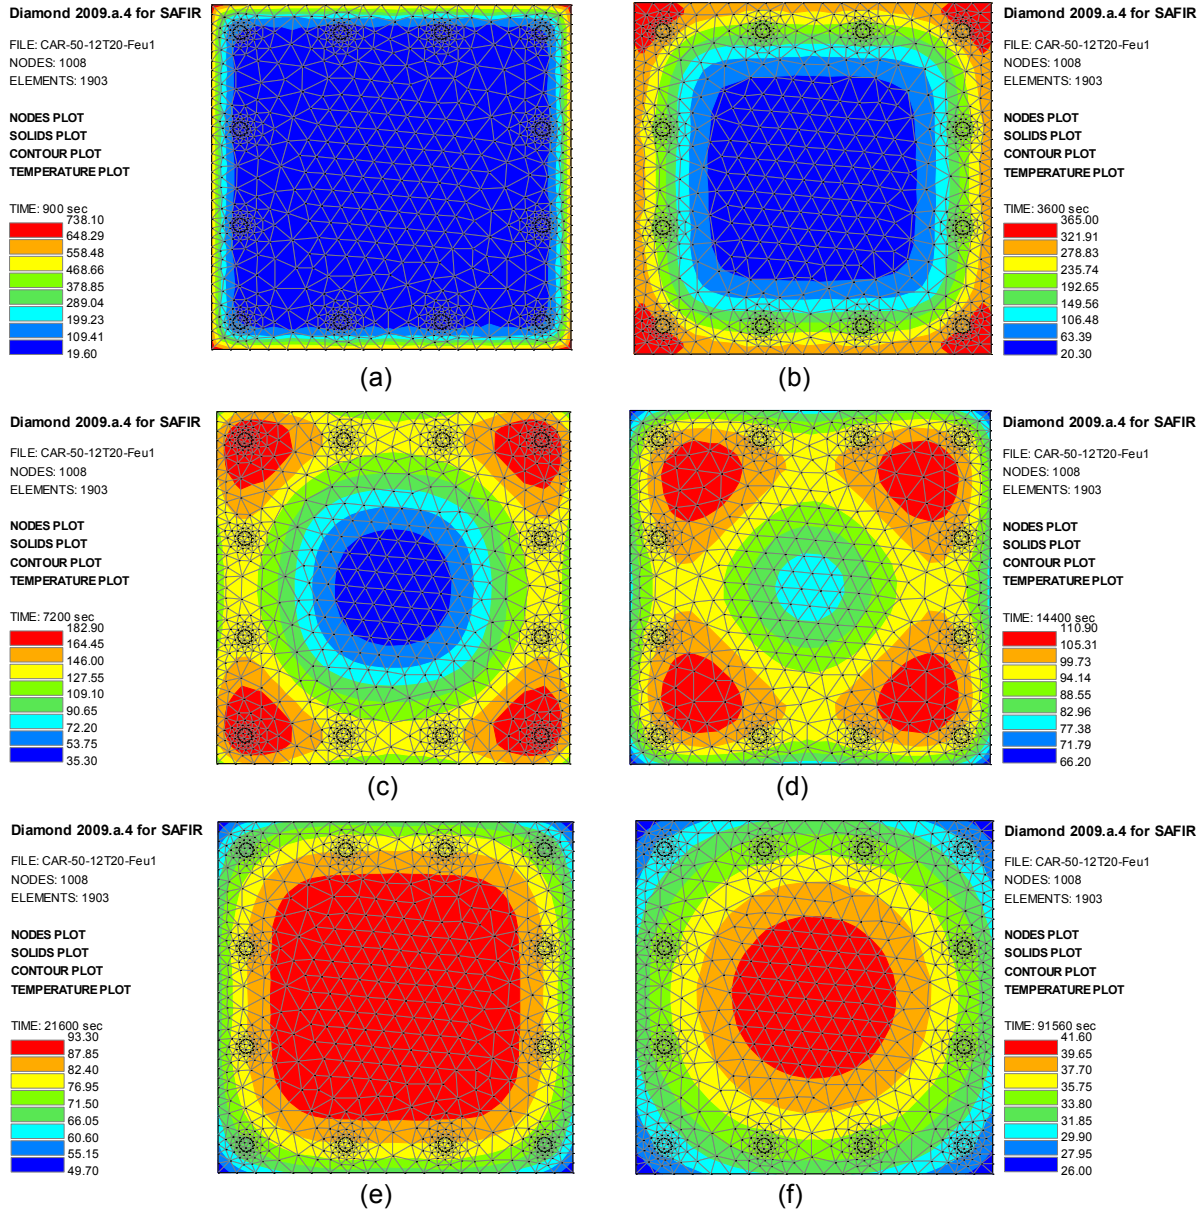 Diamond 2009.a.4 for SAFIR
FILE: CAR-50-12T20-Feu1
NODES: 1008
ELEMENTS: 1903
NODES PLOT
SOLIDS PLOT
CONTOUR PLOT
TEMPERATURE PLOT
TIME: 900 sec
738.10
648.29
558.48
468.66
378.85
289.04
199.23
109.41
19.60
(a)
Diamond 2009.a.4 for SAFIR
FILE: CAR-50-12T20-Feu1
NODES: 1008
ELEMENTS: 1903
NODES PLOT
SOLIDS PLOT
CONTOUR PLOT
TEMPERATURE PLOT
TIME: 3600 sec
365.00
321.91
278.83
235.74
192.65
149.56
106.48
63.39
20.30
(b)
Diamond 2009.a.4 for SAFIR
FILE: CAR-50-12T20-Feu1
NODES: 1008
ELEMENTS: 1903
NODES PLOT
SOLIDS PLOT
CONTOUR PLOT
TEMPERATURE PLOT
TIME: 7200 sec
182.90
164.45
146.00
127.55
109.10
90.65
72.20
53.75
35.30
(c)
Diamond 2009.a.4 for SAFIR
FILE: CAR-50-12T20-Feu1
NODES: 1008
ELEMENTS: 1903
NODES PLOT
SOLIDS PLOT
CONTOUR PLOT
TEMPERATURE PLOT
TIME: 14400 sec
110.90
105.31
99.73
94.14
88.55
82.96
77.38
71.79
66.20
(d)
Diamond 2009.a.4 for SAFIR
FILE: CAR-50-12T20-Feu1
NODES: 1008
ELEMENTS: 1903
NODES PLOT
SOLIDS PLOT
CONTOUR PLOT
TEMPERATURE PLOT
TIME: 21600 sec
93.30
87.85
82.40
76.95
71.50
66.05
60.60
55.15
49.70
(e)
Diamond 2009.a.4 for SAFIR
FILE: CAR-50-12T20-Feu1
NODES: 1008
ELEMENTS: 1903
NODES PLOT
SOLIDS PLOT
CONTOUR PLOT
TEMPERATURE PLOT
TIME: 91560 sec
41.60
39.65
37.70
35.75
33.80
31.85
29.90
27.95
26.00
(f)